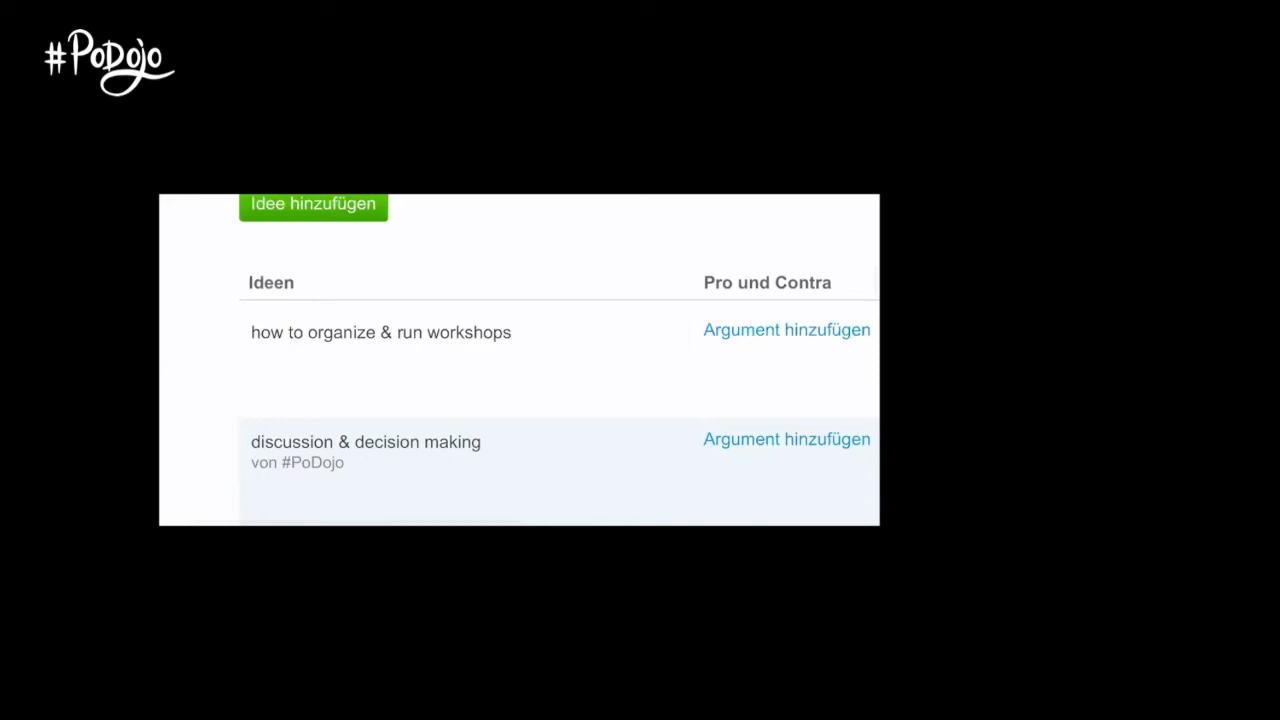 #PoDojo
Idee hinzufügen
Ideen
Pro und Contra
how to organize & run workshops
Argument hinzufügen
discussion & decision making
Argument hinzufügen
von #PoDojo